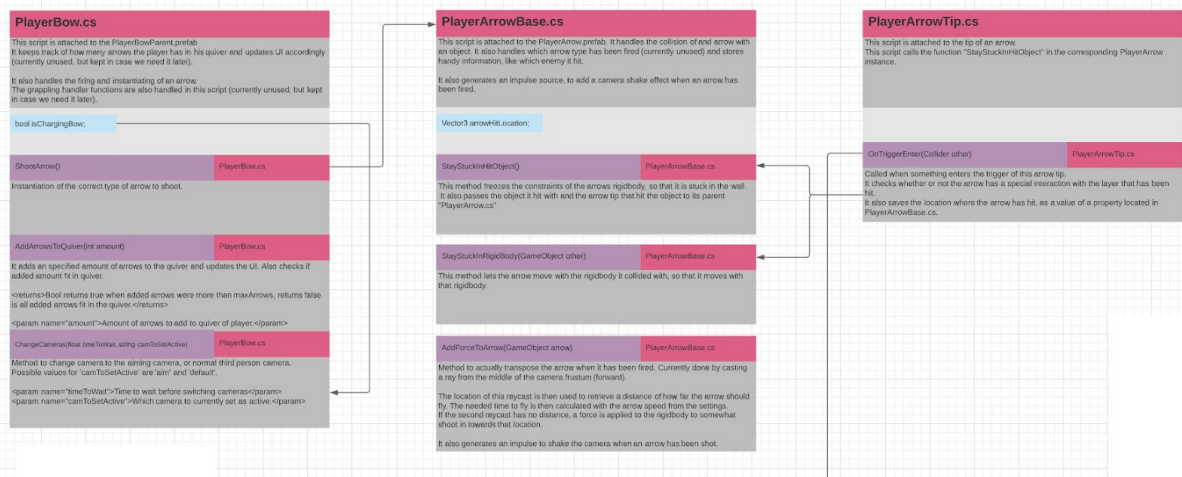 PlayerBow.cs
This script is attached to the PlayerBowParent.prefab
It keeps track of how many arrows the player has in his quiver and updates UI accordingly
(currently unused, but kept in case we need it later).
It also handles the firing and instantiating of an arrow.
The grappling handler functions are also handled in this script (currently unused, but kept
in case we need it later).
bool isChargingBow;
ShootArrow()
PlayerBow.cs
Instantiation of the correct type of arrow to shoot.
AddArrowsToQuiver(int amount)
PlayerBow.cs
It adds an specified amount of arrows to the quiver and updates the UI. Also checks if
added amount fit in quiver.
<returns>Bool returns true when added arrows were more than maxArrows, returns false
is all added arrows fit in the quiver.</returns>
<param name="amount">Amount of arrows to add to quiver of player.</param>
ChangeCameras(float timeToWait, string camToSetActive)
PlayerBow.cs
Method to change camera to the aiming camera, or normal third person camera.
Possible values for 'camToSetActive' are 'aim' and 'default'.
<param name="timeToWait">Time to wait before switching cameras</param>
<param name="camToSetActive">Which camera to currently set as active.</param>
PlayerArrowBase.cs
This script is attached to the PlayerArrow.prefab. It handles the collision of and arrow with
an object. It also handles which arrow type has been fired (currently unused) and stores
handy information, like which enemy it hit.
It also generates an impulse source, to add a camera shake effect when an arrow has
been fired.
Vector3 arrowHitLocation;
StayStuckInHitObject()
PlayerArrowBase.cs
This method freezes the constraints of the arrows rigidbody, so that it is stuck in the wall.
It also passes the object it hit with and the arrow tip that hit the object to its parent
"PlayerArrow.cs"
StayStuckInRigidBody(GameObject other)
PlayerArrowBase.cs
This method lets the arrow move with the rigidbody it collided with, so that it moves with
that rigidbody.
AddForceToArrow(GameObject arrow)
PlayerArrowBase.cs
Method to actually transpose the arrow when it has been fired. Currently done by casting
a ray from the middle of the camera frustum (forward).
The location of this raycast is then used to retrieve a distance of how far the arrow should
fly. The needed time to fly is then calculated with the arrow speed from the settings.
If the second raycast has no distance, a force is applied to the rigidbody to somewhat
shoot in towards that location.
It also generates an impulse to shake the camera when an arrow has been shot.
PlayerArrowTip.cs
This script is attached to the tip of an arrow.
This script calls the function "StayStuckInHitObject" in the corresponding PlayerArrow
instance.
OnTriggerEnter(Collider other)
PlayerArrowTip.cs
Called when something enters the trigger of this arrow tip.
It checks whether or not the arrow has a special interaction with the layer that has been
hit.
It also saves the location where the arrow has hit, as a value of a property located in
PlayerArrowBase.cs.